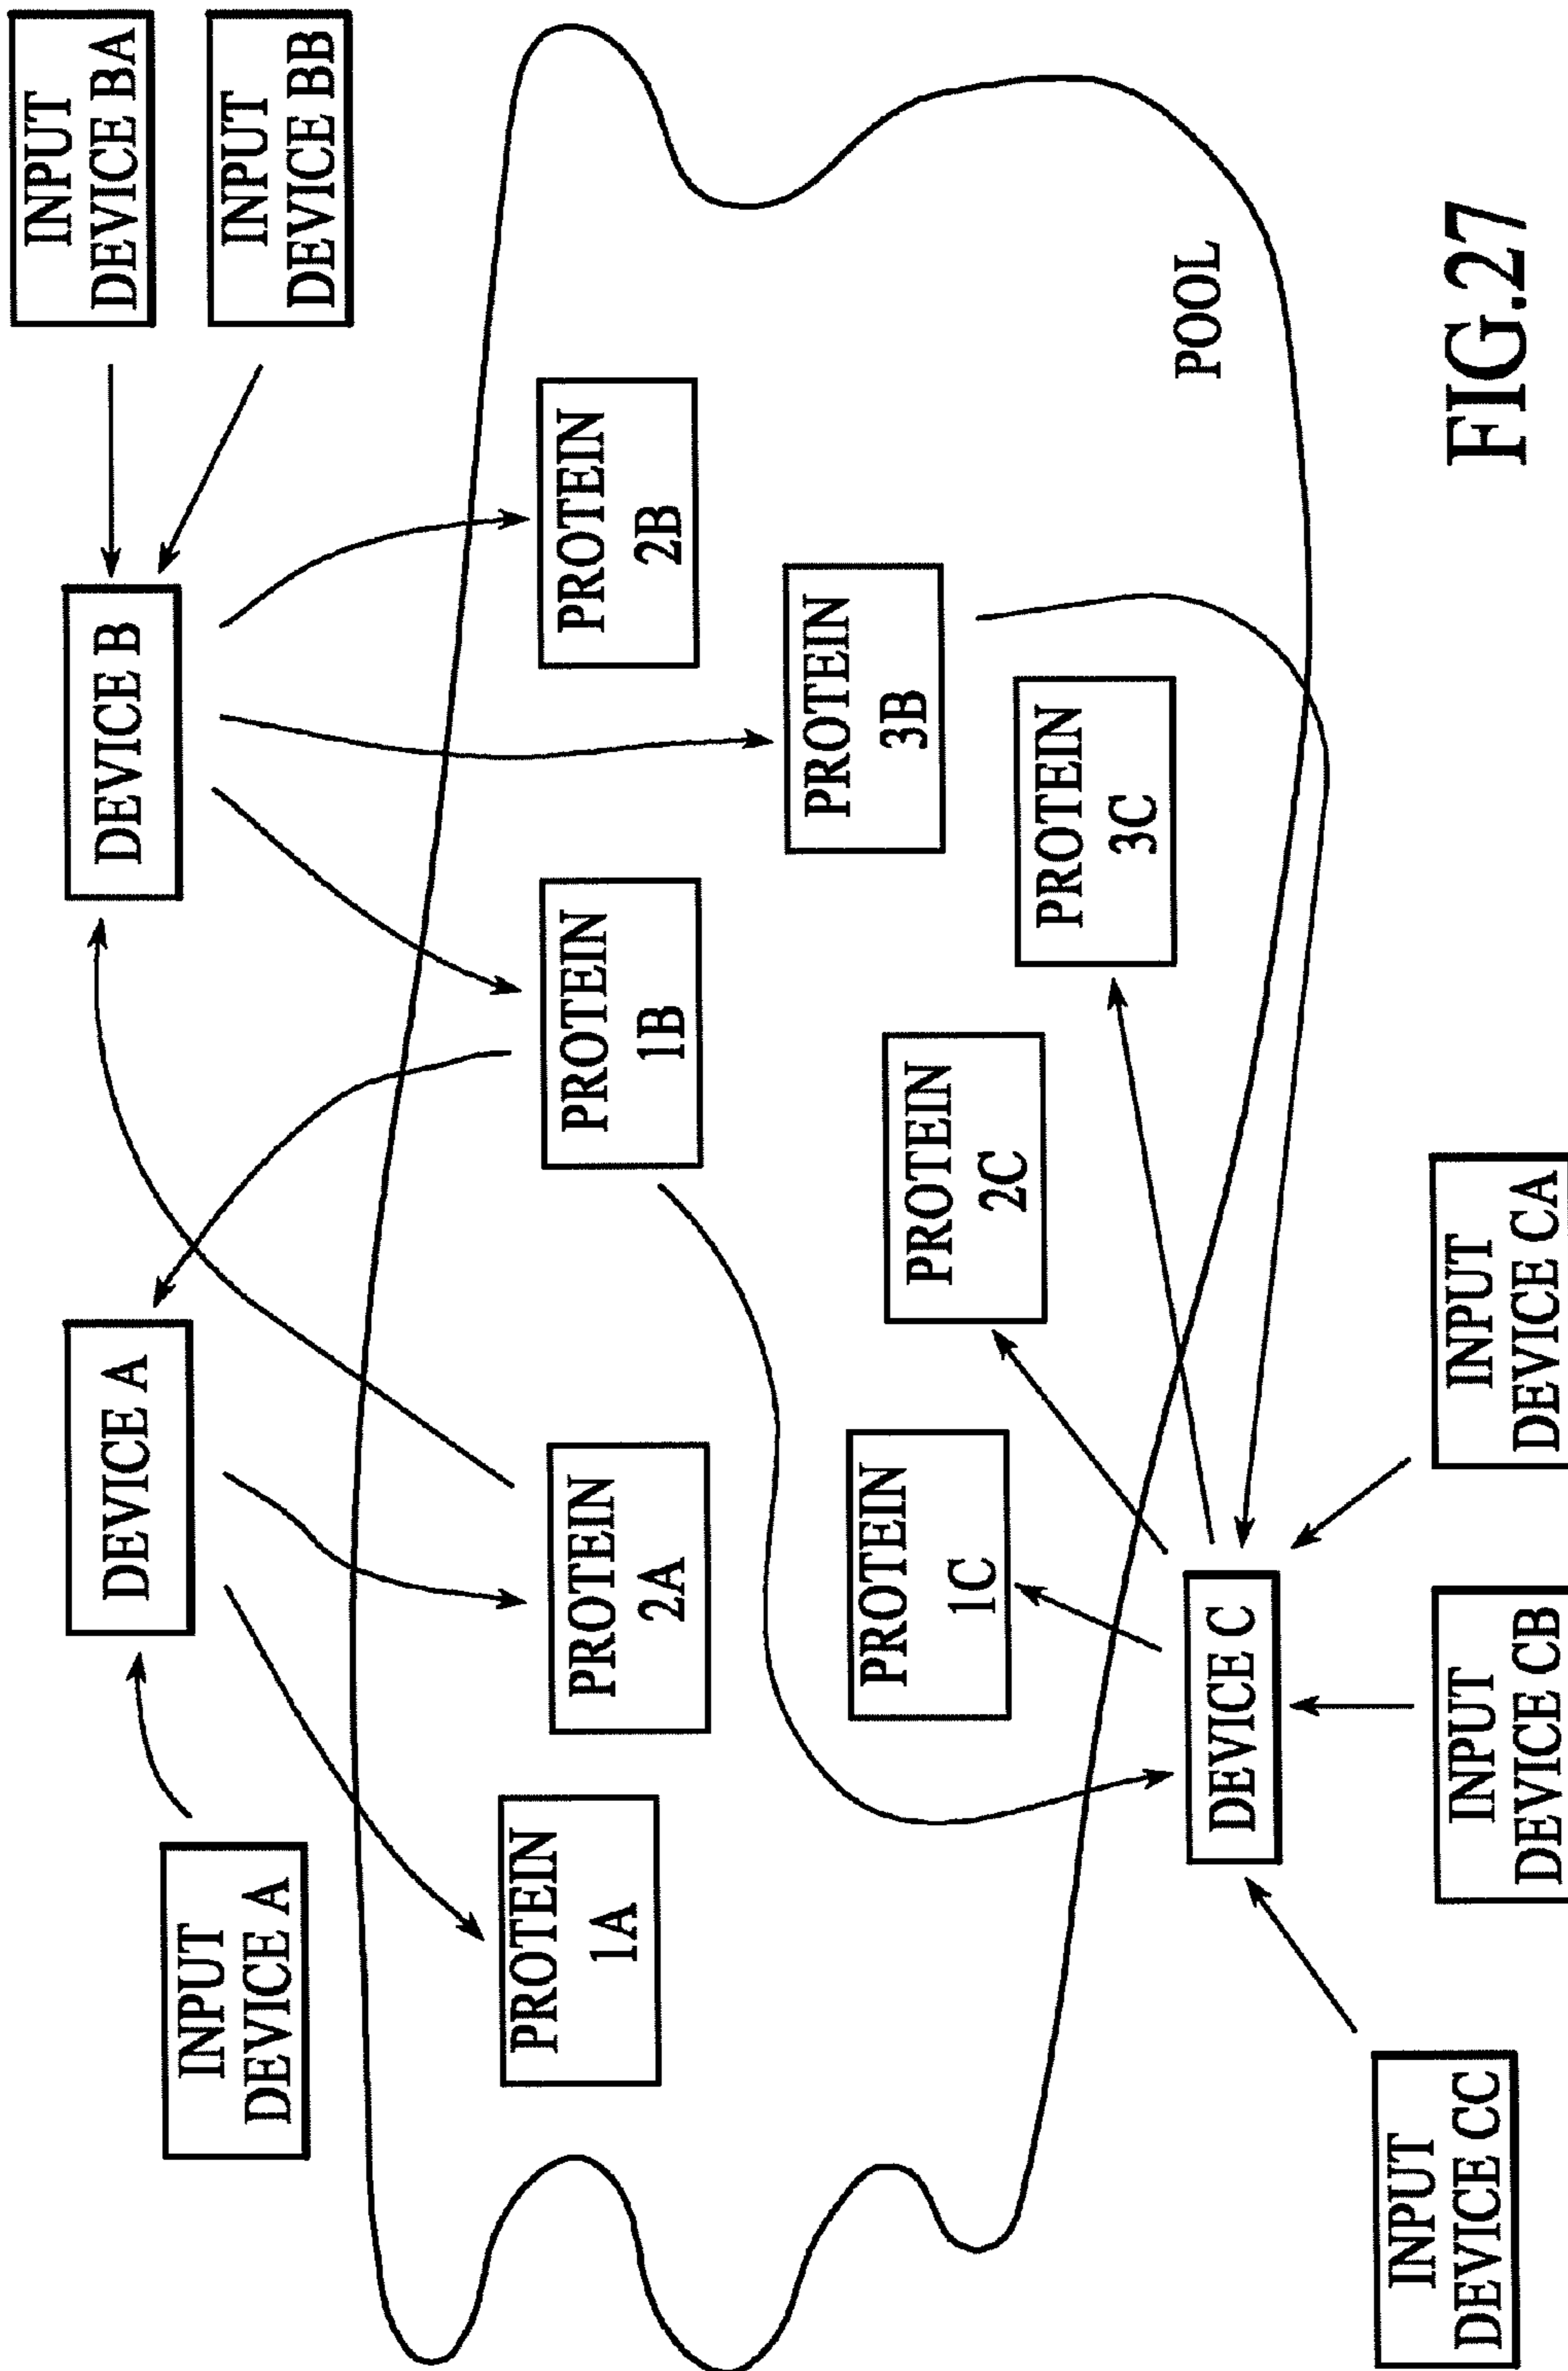 INPUT
DEVICE A
DEVICE A
DEVICE B
INPUT
DEVICE BA
INPUT
DEVICE BB
PROTEIN
1A
PROTEIN
2A
PROTEIN
1B
PROTEIN
2B
PROTEIN
3B
PROTEIN
1C
PROTEIN
2C
PROTEIN
3C
POOL
DEVICE C
INPUT
DEVICE CC
INPUT
DEVICE CB
INPUT
DEVICE CA
FIG.27